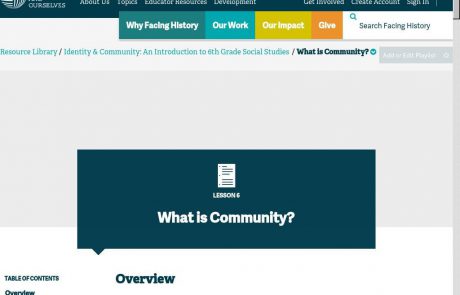 OURSELVES
About Us Topics Educator Resources Development Get Involved Create Account Sign In
Why Facing History Our Work Our Impact Give Search Facing History
Resource Library / Identity & Community: An Introduction to 6th Grade Social Studies / What is Community?
Add or Edit Playlist
LESSON 6
What is Community?
TABLE OF CONTENTS
Overview
Overview